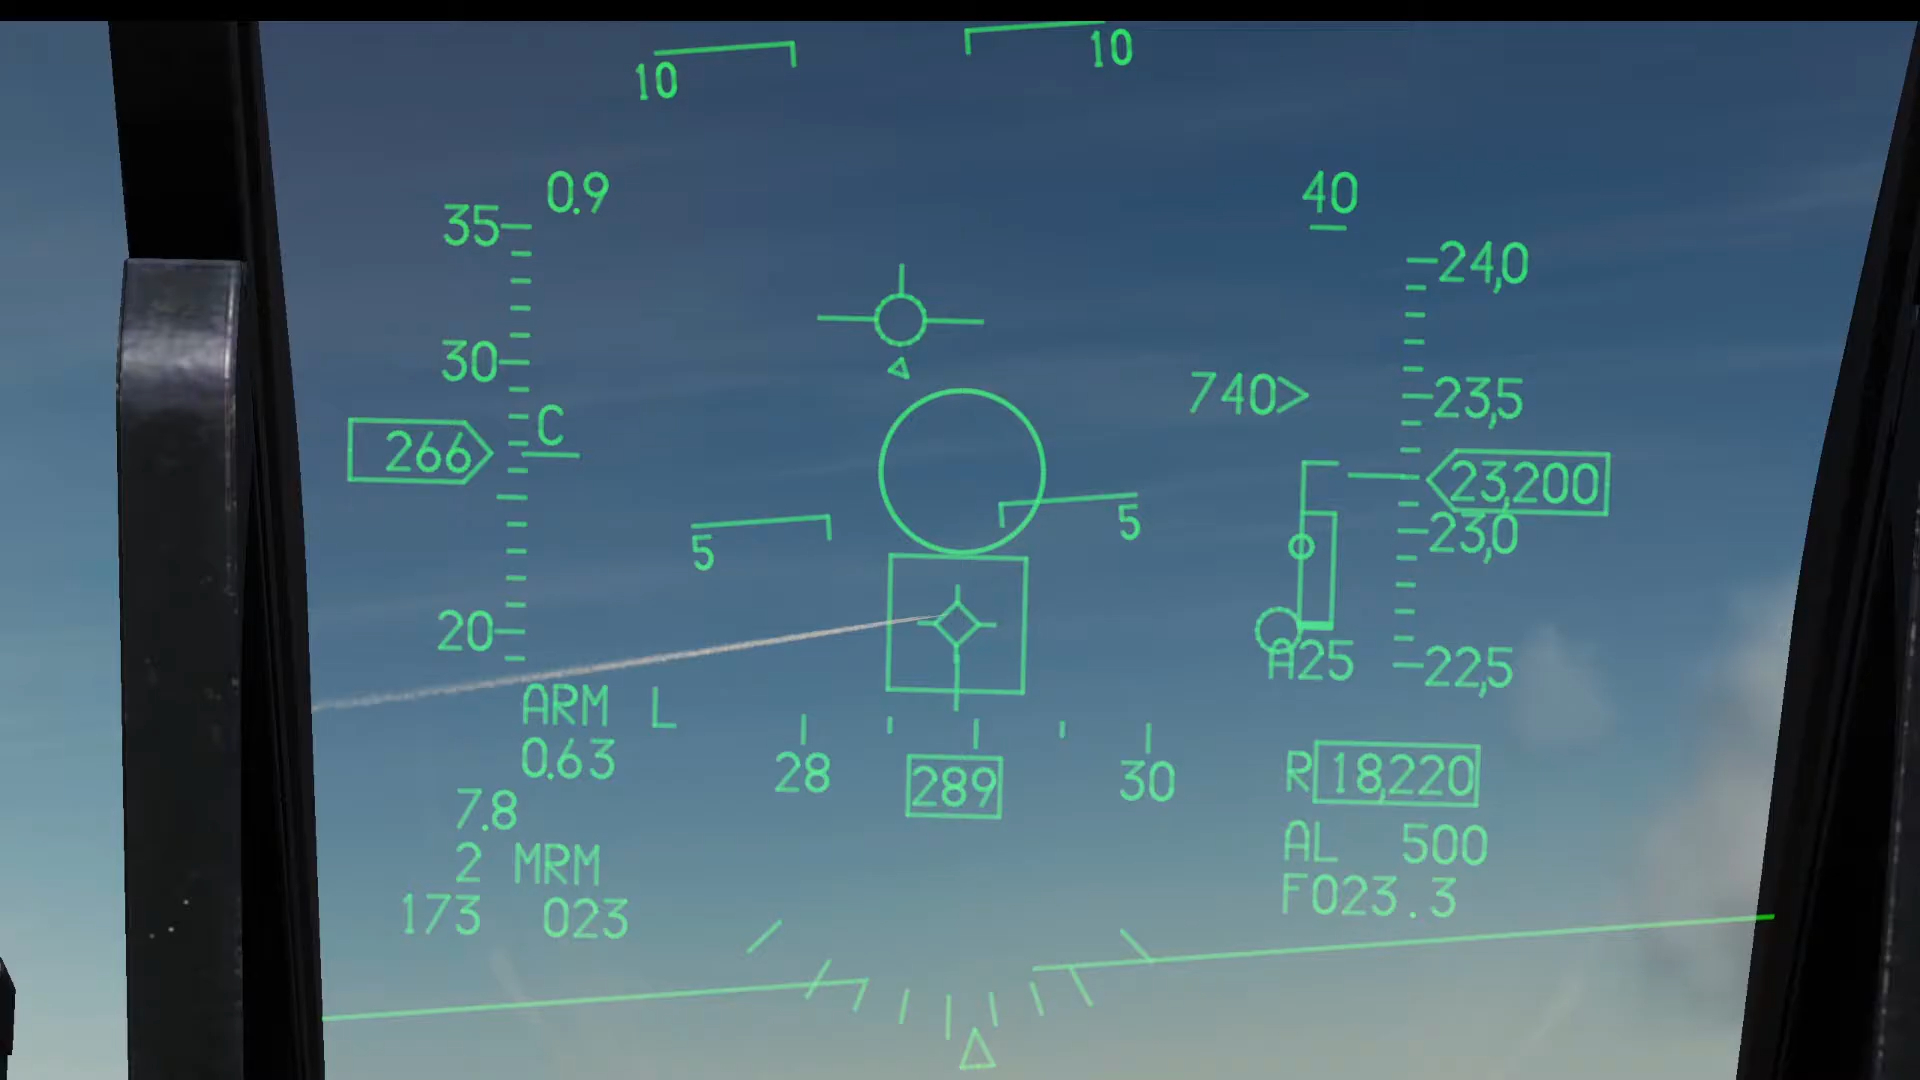 10 10
0.9 40
35 24,0
30 740> 23,5
C
266 23,200
5 5 23,0
20 A25 22,5
ARM L
0.63 28 289 30 R 18,220
7.8
2 MRM AL 500
173 023 F023.3